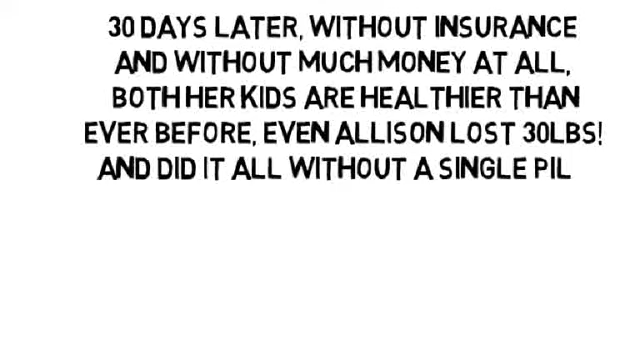 30 DAYS LATER, WITHOUT INSURANCE
AND WITHOUT MUCH MONEY AT ALL,
BOTH HER KIDS ARE HEALTHIER THAN
EVER BEFORE, EVEN ALLISON LOST 30LBS!
AND DID IT ALL WITHOUT A SINGLE PIL